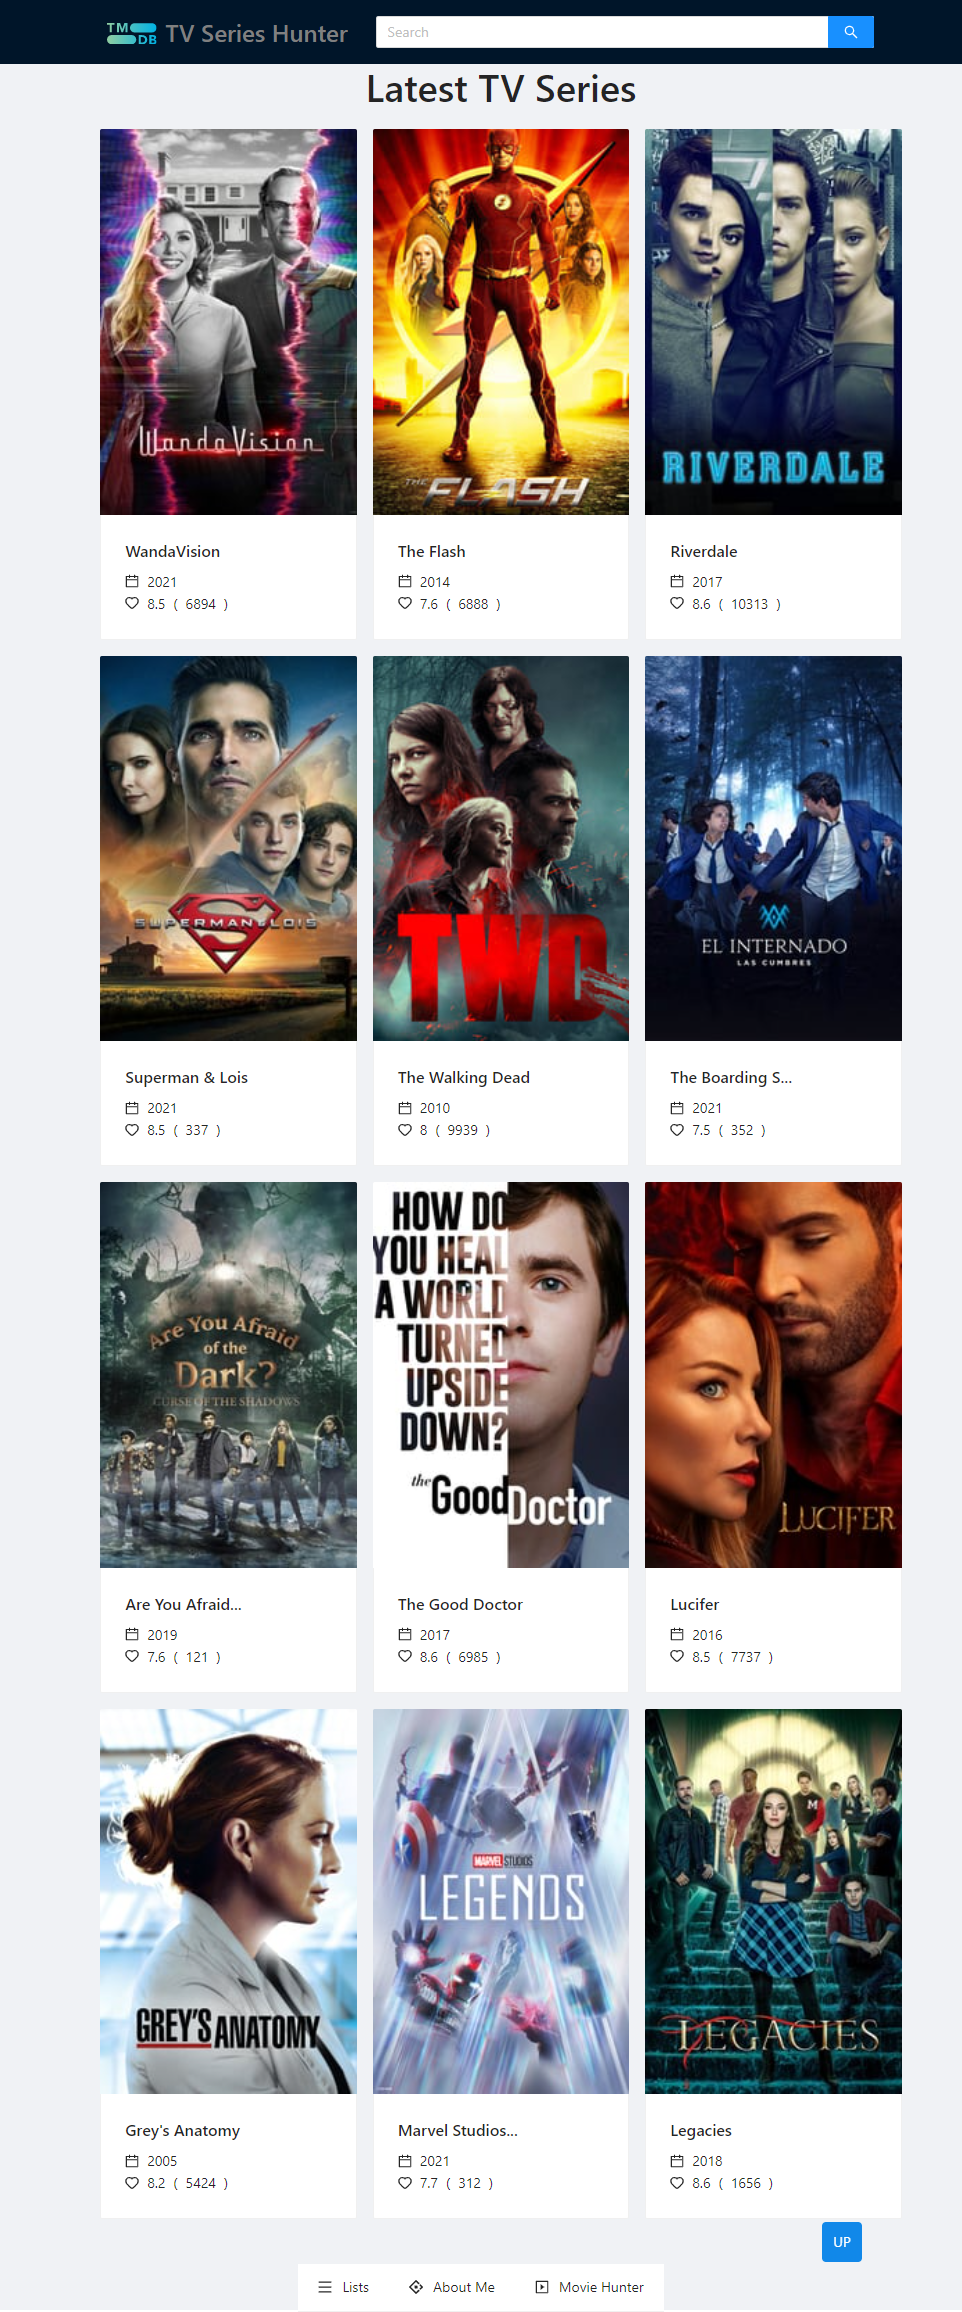 TM
DB
TV Series Hunter
Search
Latest TV Series
WandaVision
THE FLASH
RIVERDALE
WandaVision
2021
8.5 ( 6894 )
The Flash
2014
7.6 ( 6888 )
Riverdale
2017
8.6 ( 10313 )
SUPERMAN & LOIS
TWD
EL INTERNADO
LAS CUMBRES
Superman & Lois
2021
8.5 ( 337 )
The Walking Dead
2010
8 ( 9939 )
The Boarding S...
2021
7.5 ( 352 )
Are You Afraid
of the
Dark?
CURSE OF THE SHADOWS
HOW DO
YOU HEAL
A WORLD
TURNED
UPSIDE
DOWN?
the
Good Doctor
LUCIFER
Are You Afraid...
2019
7.6 ( 121 )
The Good Doctor
2017
8.6 ( 6985 )
Lucifer
2016
8.5 ( 7737 )
GREY'S ANATOMY
MARVEL STUDIOS
LEGENDS
M
LEGACIES
Grey's Anatomy
2005
8.2 ( 5424 )
Marvel Studios...
2021
7.7 ( 312 )
Legacies
2018
8.6 ( 1656 )
UP
Lists
About Me
Movie Hunter